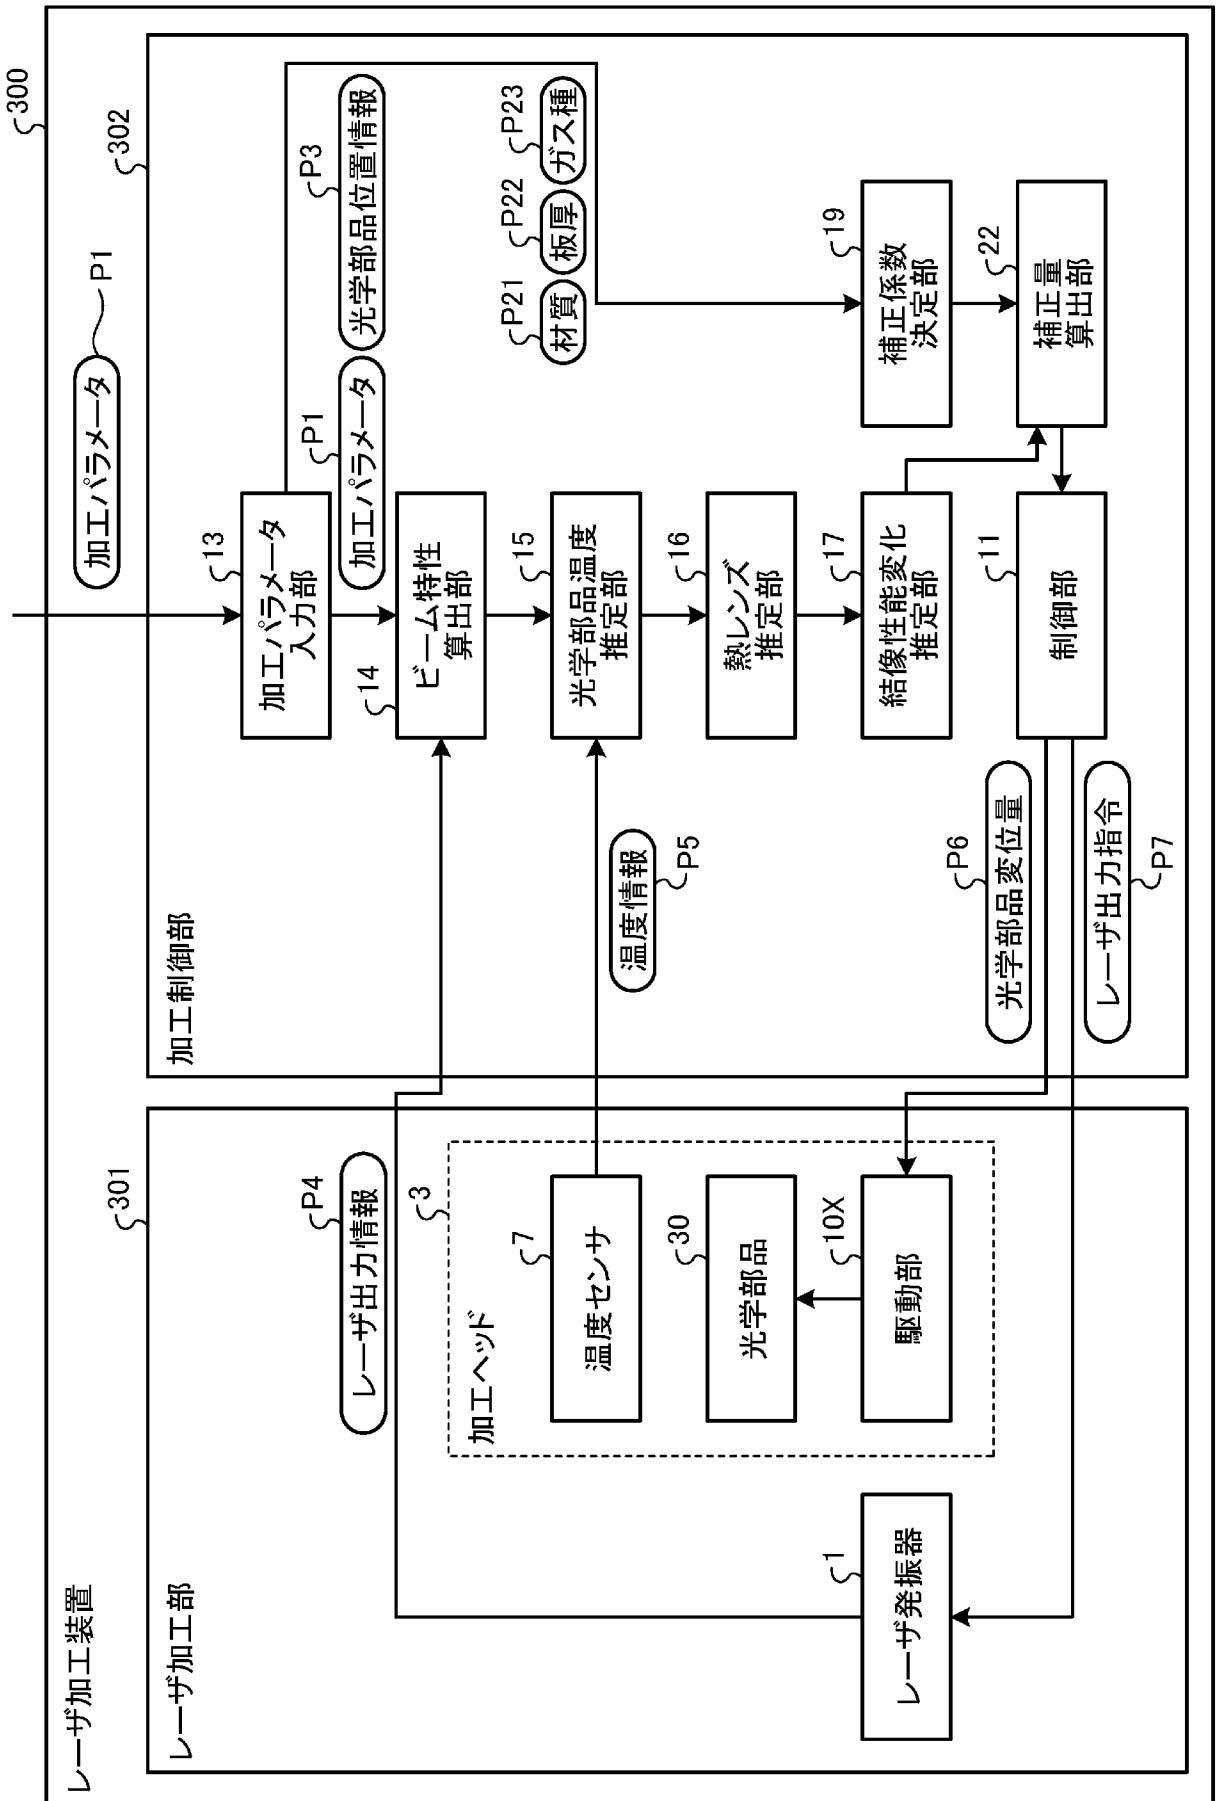 レーザ加工装置
300
加工パラメータ
P1
レーザ加工部
301
加工制御部
302
加工パラメータ
入力部
13
P1
加工パラメータ
P3
光学部品位置情報
P4
レーザ出力情報
14
ビーム特性
算出部
加工ヘッド
3
P21
材質
P22
板厚
P23
ガス種
7
温度センサ
温度情報
P5
15
光学部品温度
推定部
30
光学部品
16
熱レンズ
推定部
1
レーザ発振器
10X
駆動部
17
結像性能変化
推定部
19
補正係数
決定部
P6
光学部品変位量
レーザ出力指令
P7
11
制御部
22
補正量
算出部